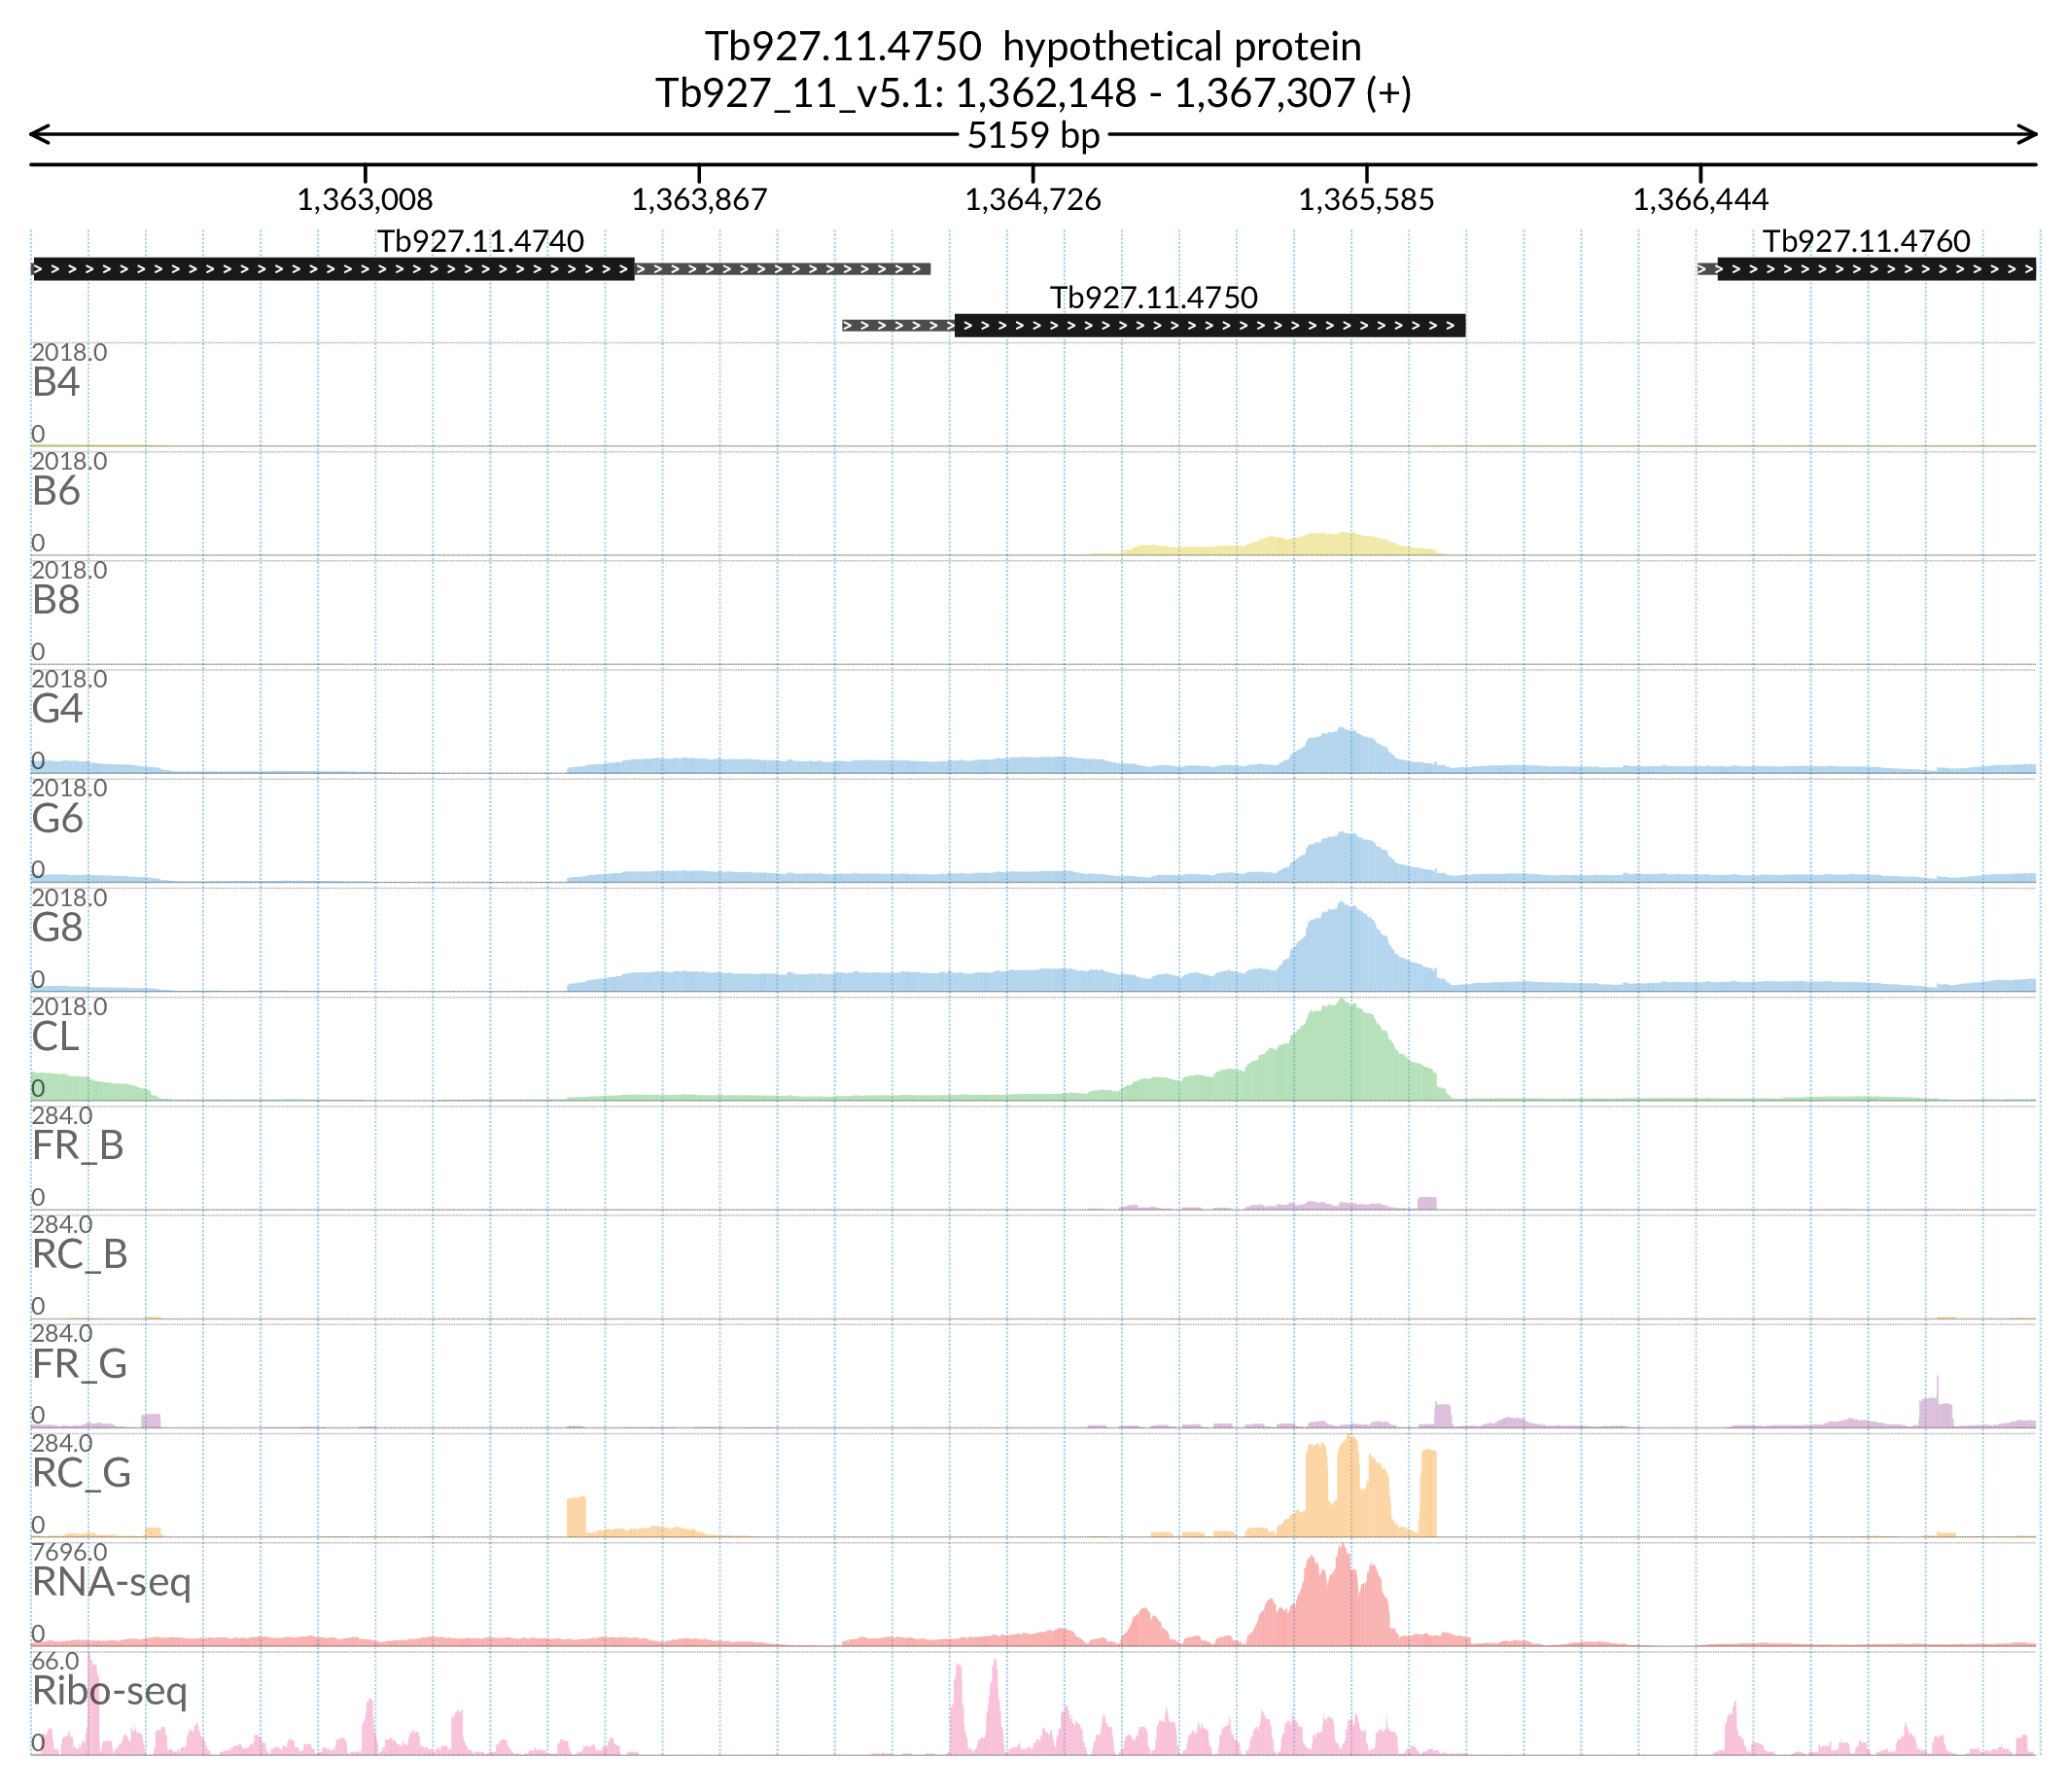 Tb927.11.4750 hypothetical protein
Tb927_11_v5.1: 1,362,148 - 1,367,307 (+)
5159 bp
1,363,008 1,363,867 1,364,726 1,365,585 1,366,444
Tb927.11.4740 Tb927.11.4760
Tb927.11.4750
2018.0
B4
0
2018.0
B6
0
2018.0
B8
0
2018.0
G4
0
2018.0
G6
0
2018.0
G8
0
2018.0
CL
0
284.0
FR_B
0
284.0
RC_B
0
284.0
FR_G
0
284.0
RC_G
0
7696.0
RNA-seq
0
66.0
Ribo-seq
0